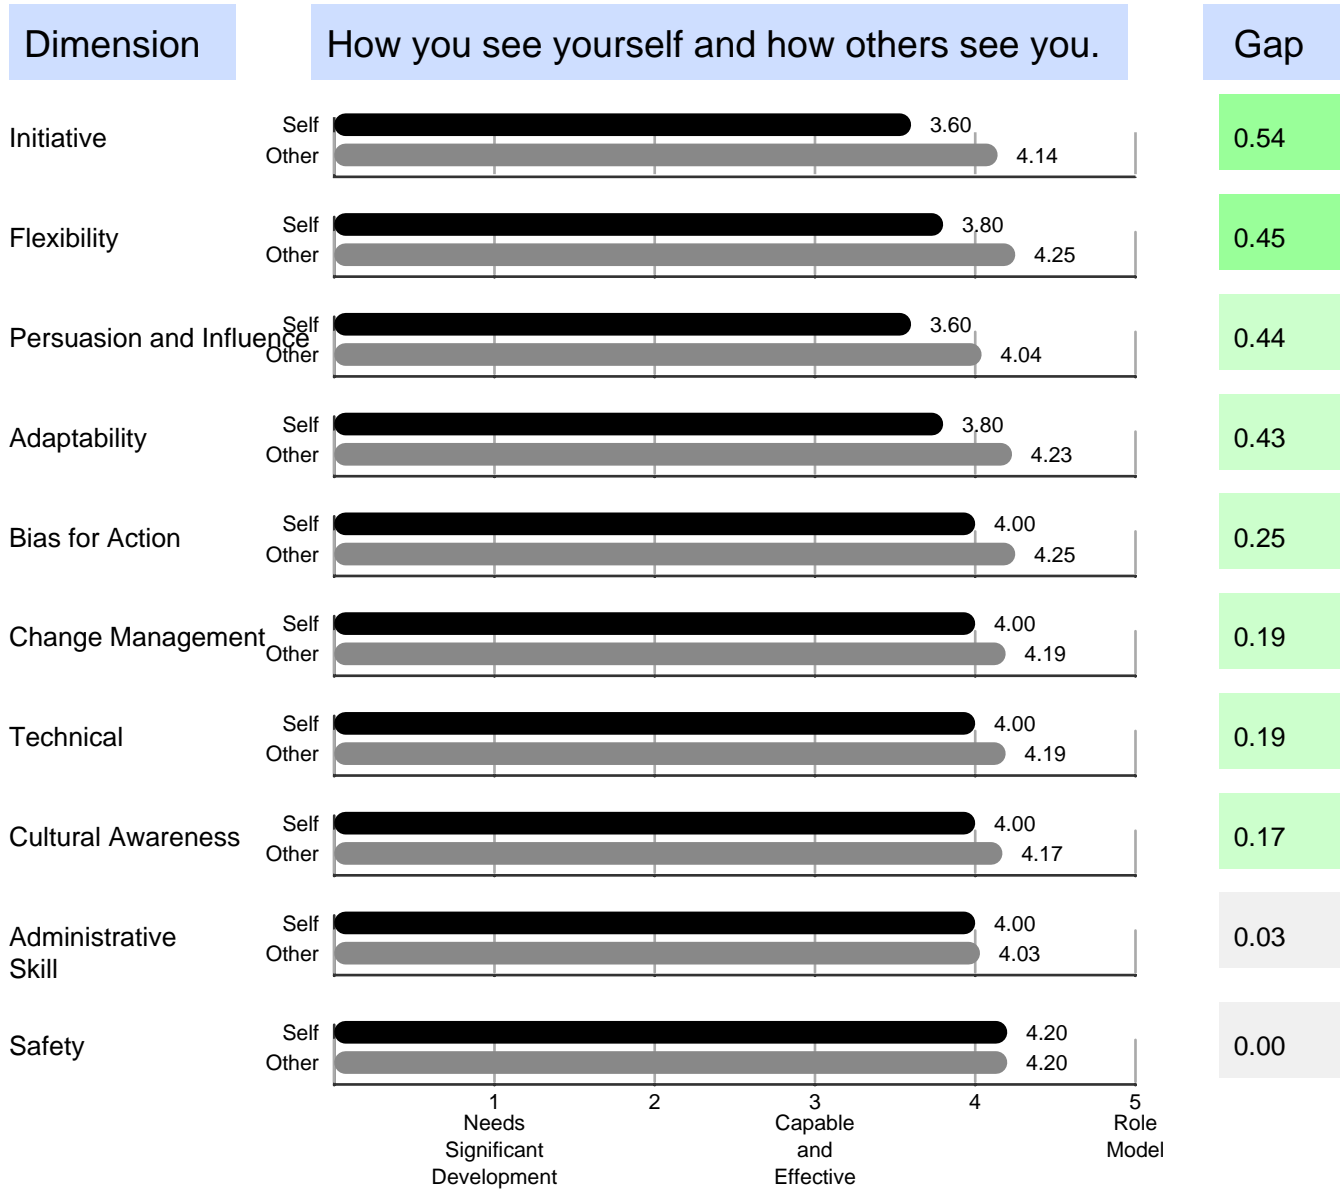 Dimension How you see yourself and how others see you. Gap
Initiative
Self 3.60
Other 4.14
0.54
Flexibility
Self 3.80
Other 4.25
0.45
Persuasion and Influence
Self 3.60
Other 4.04
0.44
Adaptability
Self 3.80
Other 4.23
0.43
Bias for Action
Self 4.00
Other 4.25
0.25
Change Management
Self 4.00
Other 4.19
0.19
Technical
Self 4.00
Other 4.19
0.19
Cultural Awareness
Self 4.00
Other 4.17
0.17
Administrative
Skill
Self 4.00
Other 4.03
0.03
Safety
Self 4.20
Other 4.20
0.00
1 2 3 4 5
Needs Capable Role
Significant and Model
Development Effective